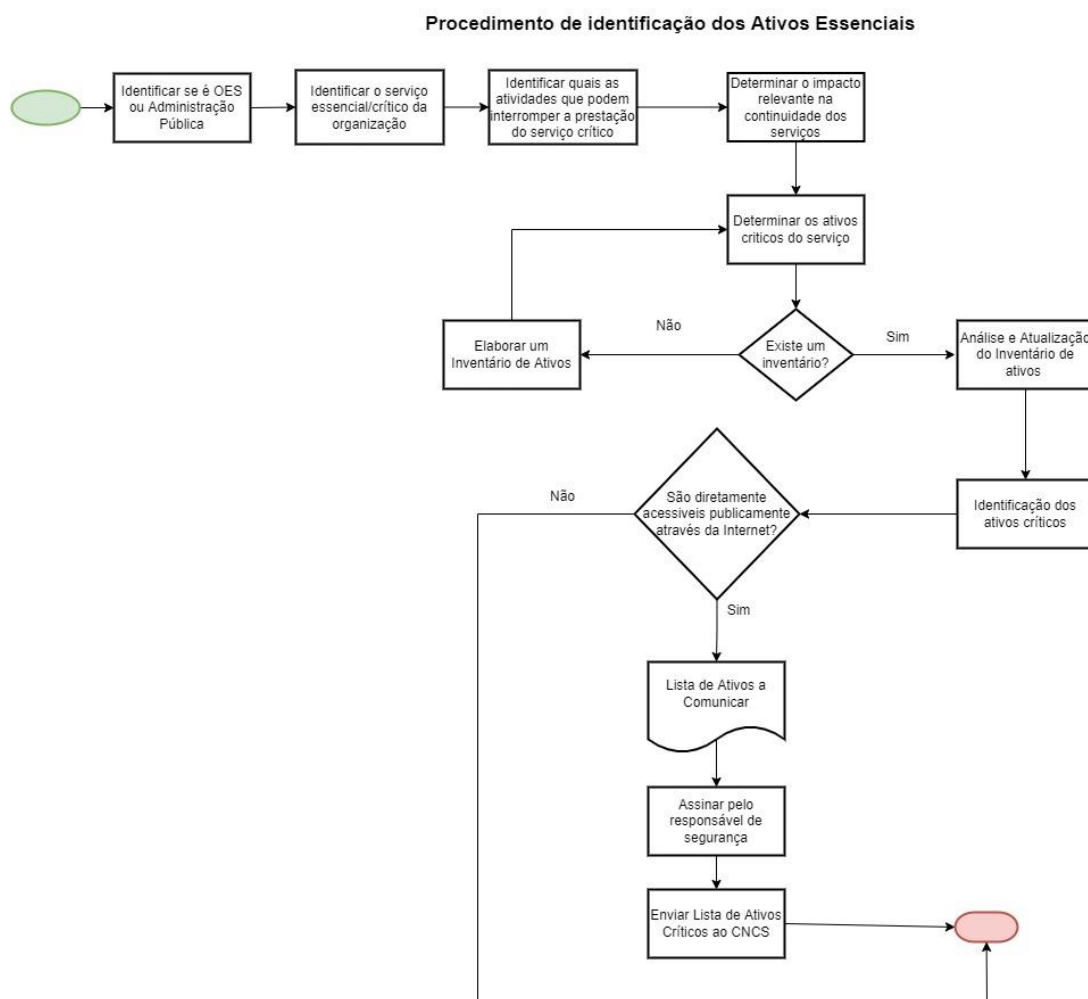 Procedimento de identificação dos Ativos Essenciais
Identificar se é OES
ou Administração
Pública
Identificar o serviço
essencial/crítico da
organização
Identificar quais as
atividades que podem
interromper a prestação
do serviço crítico
Determinar o impacto
relevante na
continuidade dos
serviços
Determinar os ativos
criticos do serviço
Não
Existe um
inventário?
Sim
Elaborar um
Inventário de Ativos
Análise e Atualização
do Inventário de
ativos
Não
São diretamente
acessiveis publicamente
através da Internet?
Identificação dos
ativos críticos
Sim
Lista de Ativos a
Comunicar
Assinar pelo
responsável de
segurança
Enviar Lista de Ativos
Críticos ao CNCS